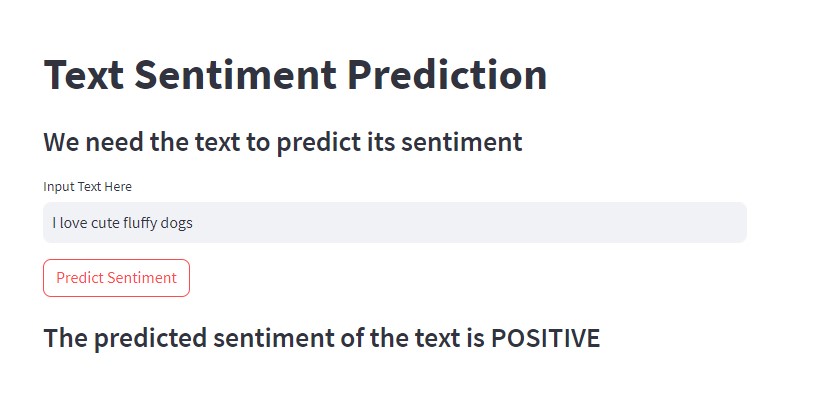 Text Sentiment Prediction
We need the text to predict its sentiment
Input Text Here
I love cute fluffy dogs
Predict Sentiment
The predicted sentiment of the text is POSITIVE